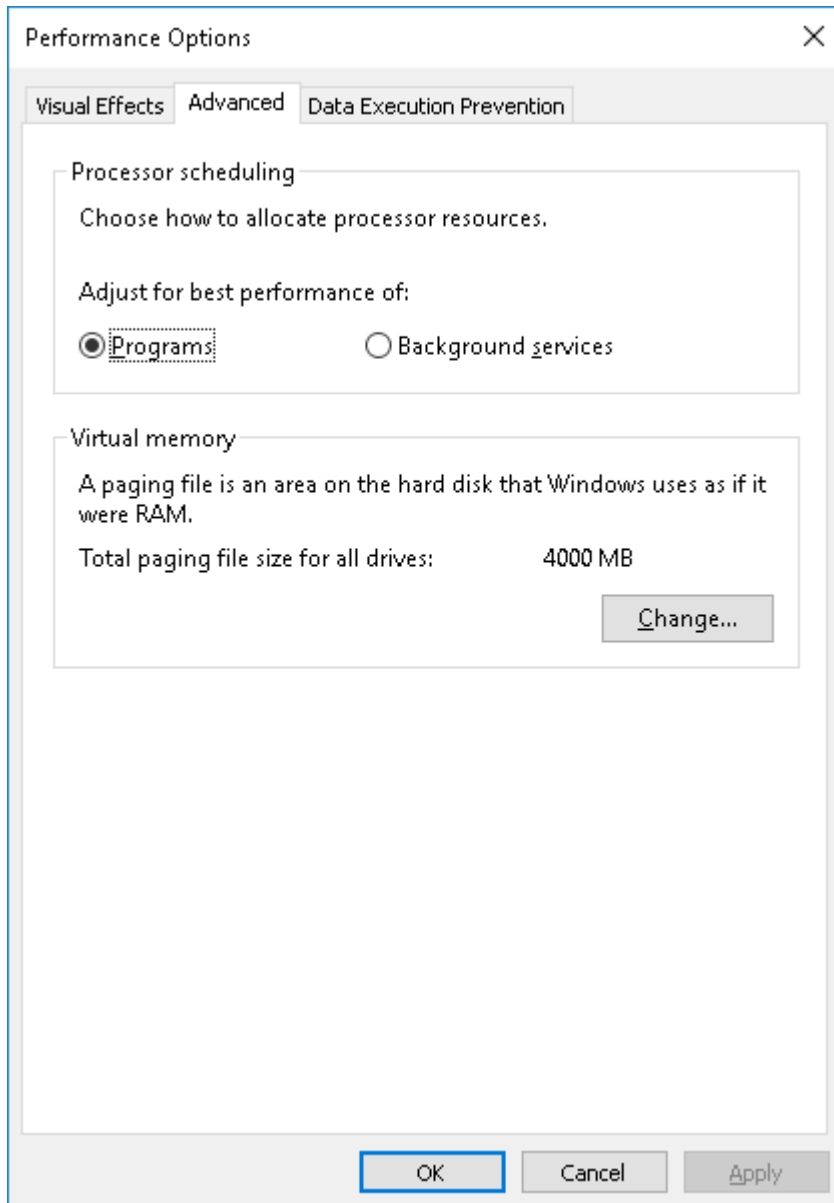 Performance Options
Visual Effects Advanced Data Execution Prevention
Processor scheduling
Choose how to allocate processor resources.
Adjust for best performance of:
Programs Background services
Virtual memory
A paging file is an area on the hard disk that Windows uses as if it
were RAM.
Total paging file size for all drives: 4000 MB
Change...
OK Cancel Apply